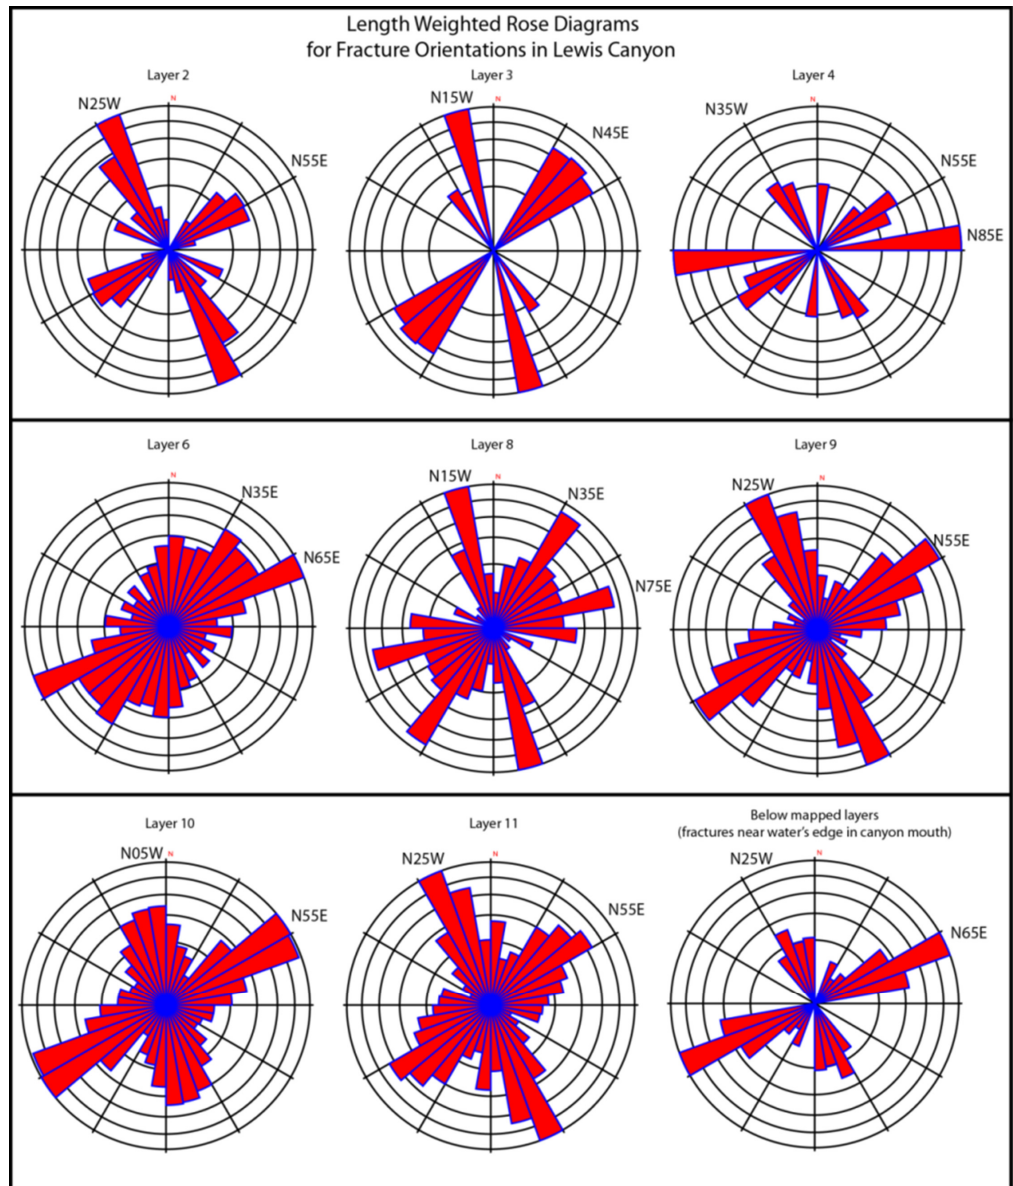 Length Weighted Rose Diagrams
for Fracture Orientations in Lewis Canyon
Layer 2
N25W
N
N55E
Layer 3
N15W
N
N45E
Layer 4
N35W
N
N55E
N85E
Layer 6
N
N35E
N65E
Layer 8
N15W
N
N35E
N75E
Layer 9
N25W
N
N55E
Layer 10
N05W
N
N55E
Layer 11
N25W
N
N55E
Below mapped layers
(fractures near water's edge in canyon mouth)
N25W
N
N65E